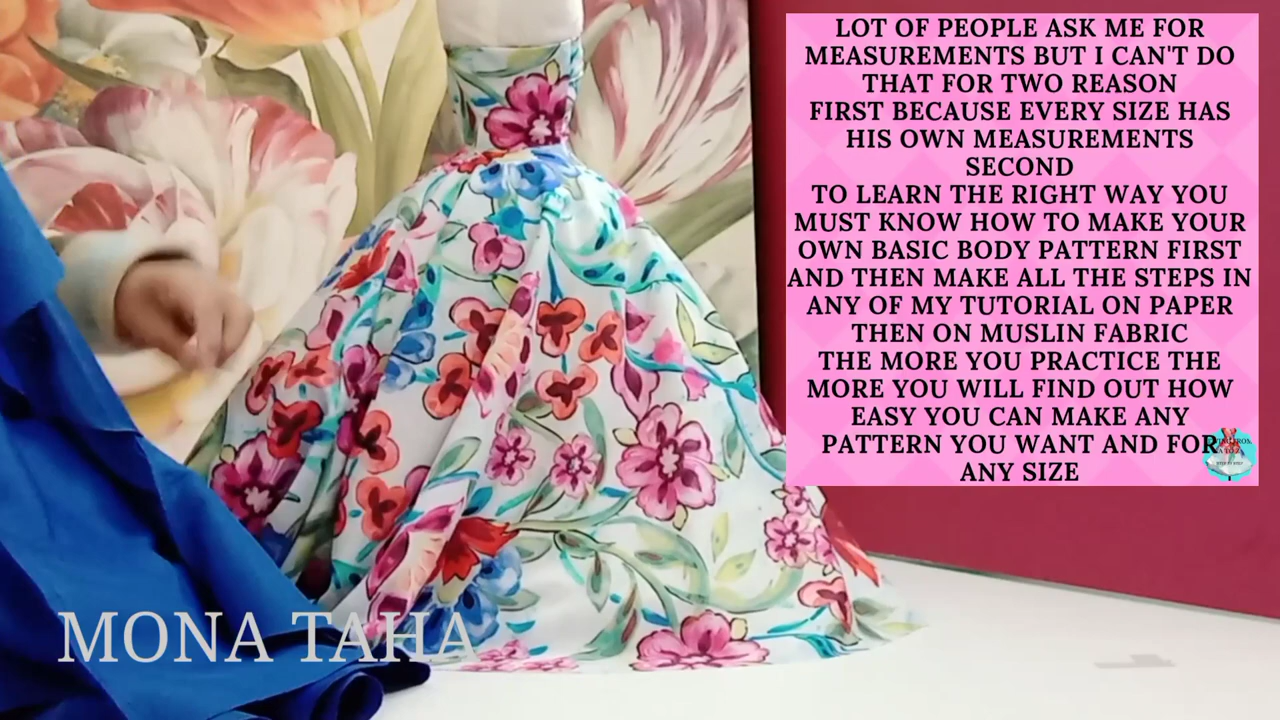 LOT OF PEOPLE ASK ME FOR
MEASUREMENTS BUT I CAN'T DO
THAT FOR TWO REASON
FIRST BECAUSE EVERY SIZE HAS
HIS OWN MEASUREMENTS
SECOND
TO LEARN THE RIGHT WAY YOU
MUST KNOW HOW TO MAKE YOUR
OWN BASIC BODY PATTERN FIRST
AND THEN MAKE ALL THE STEPS IN
ANY OF MY TUTORIAL ON PAPER
THEN ON MUSLIN FABRIC
THE MORE YOU PRACTICE THE
MORE YOU WILL FIND OUT HOW
EASY YOU CAN MAKE ANY
PATTERN YOU WANT AND FOR
ANY SIZE
MONA TAHA